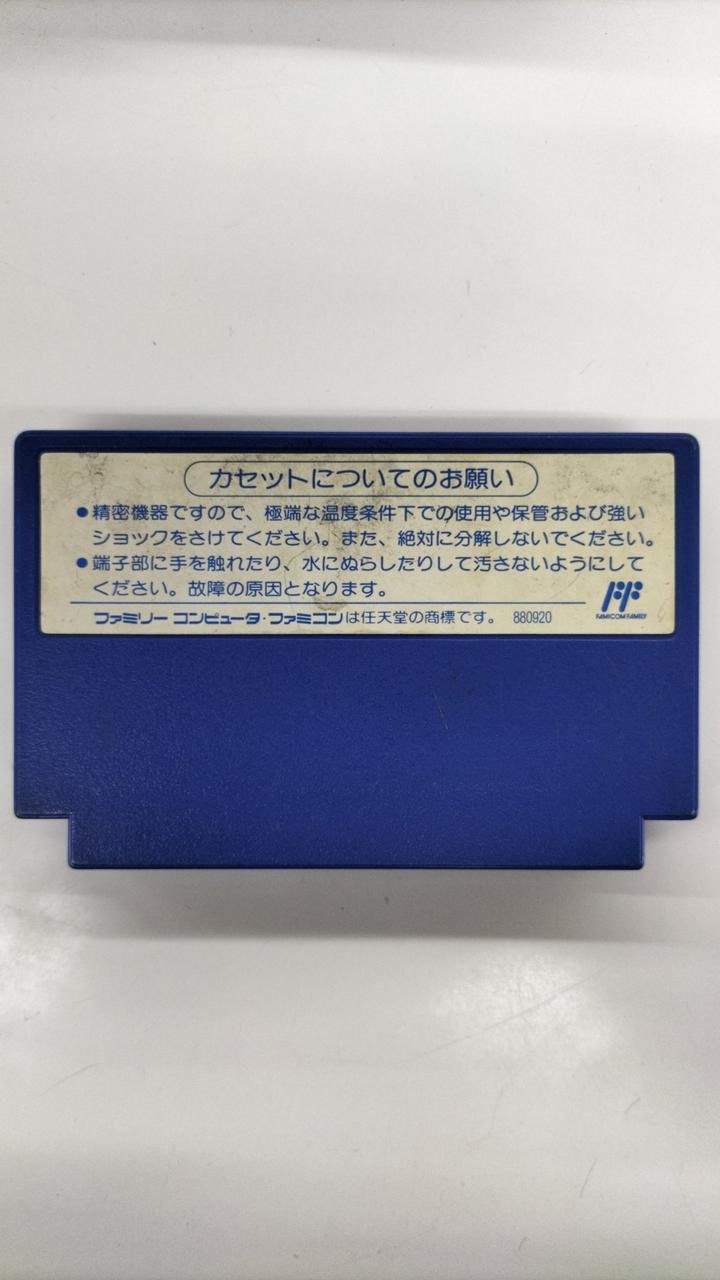 カセットについてのお願い
●精密機器ですので、極端な温度条件下での使用や保管および強い
ショックをさけてください。また、絶対に分解しないでください。
●端子部に手を触れたり、水にぬらしたりして汚さないようにして
ください。故障の原因となります。
FAMICOM FAMILY
ファミリー コンピュータ・ファミコンは任天堂の商標です。 880920